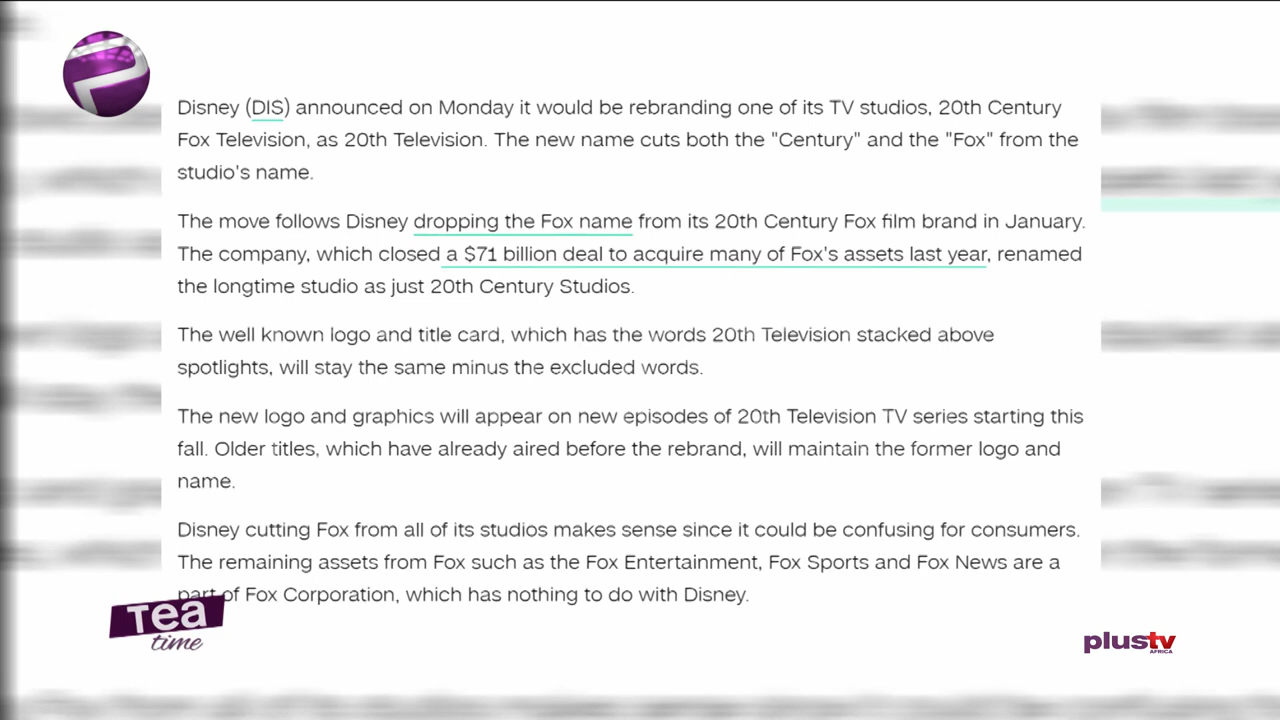 Disney (DIS) announced on Monday it would be rebranding one of its TV studios, 20th Century
Fox Television, as 20th Television. The new name cuts both the "Century" and the "Fox" from the
studio's name.
The move follows Disney dropping the Fox name from its 20th Century Fox film brand in January.
The company, which closed a $71 billion deal to acquire many of Fox's assets last year, renamed
the longtime studio as just 20th Century Studios.
The well known logo and title card, which has the words 20th Television stacked above
spotlights, will stay the same minus the excluded words.
The new logo and graphics will appear on new episodes of 20th Television TV series starting this
fall. Older titles, which have already aired before the rebrand, will maintain the former logo and
name.
Disney cutting Fox from all of its studios makes sense since it could be confusing for consumers.
The remaining assets from Fox such as the Fox Entertainment, Fox Sports and Fox News are a
part of Fox Corporation, which has nothing to do with Disney.
Tea
time
plustv
AFRICA